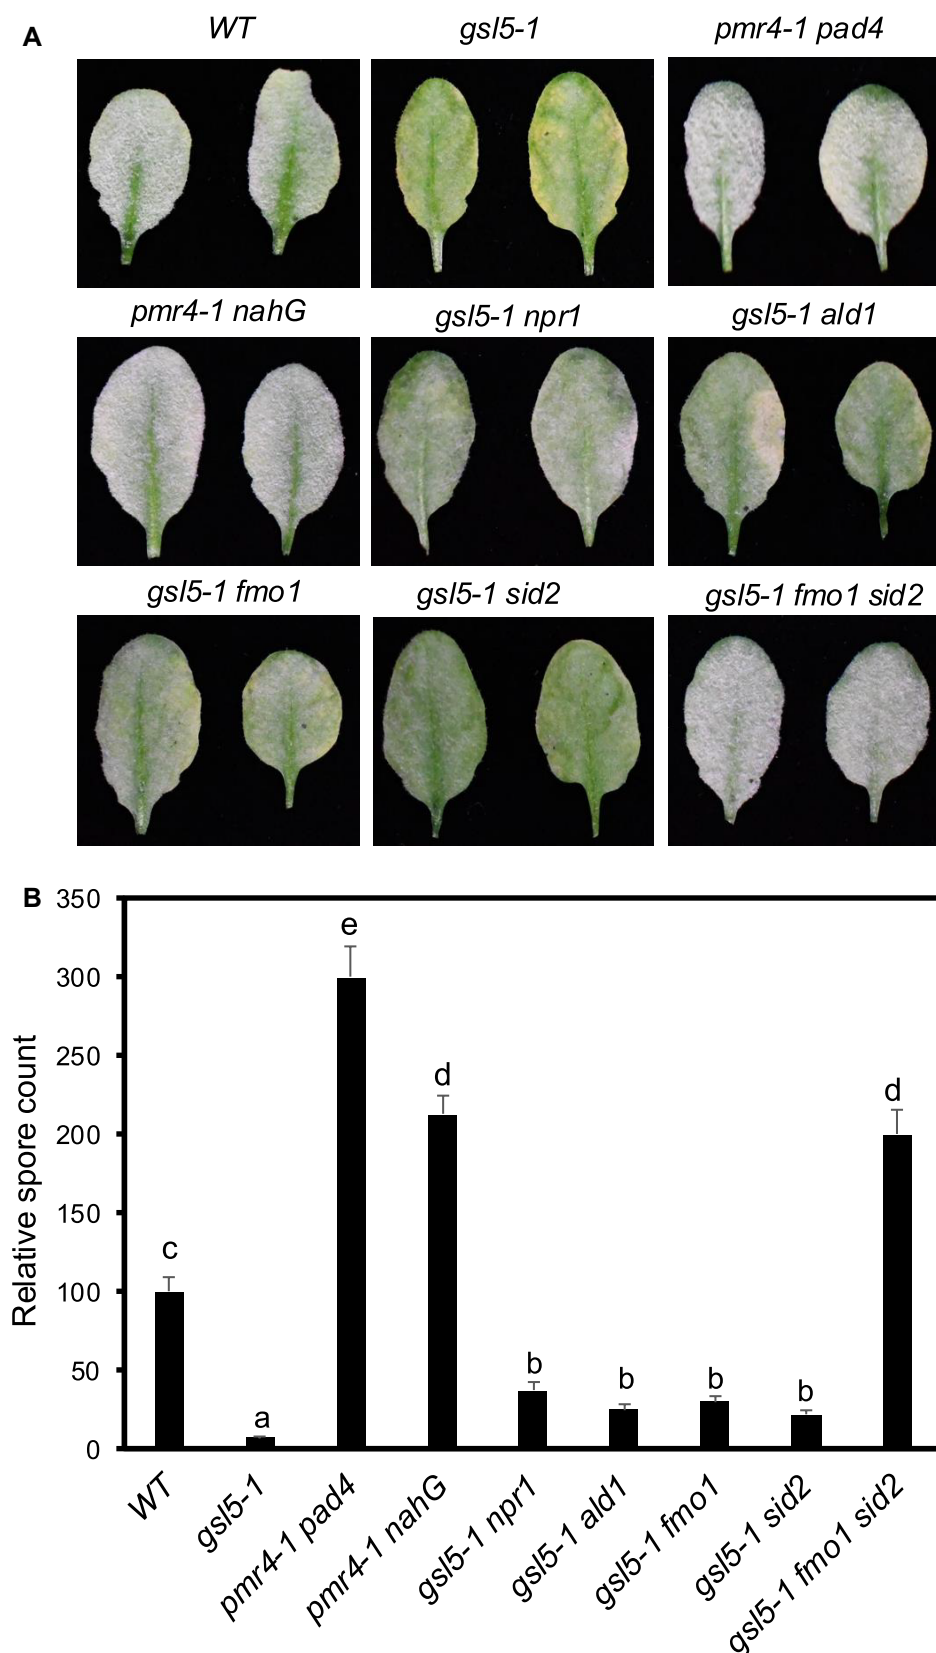 A
WT gsl5-1 pmr4-1 pad4
pmr4-1 nahG gsl5-1 npr1 gsl5-1 ald1
gsl5-1 fmo1 gsl5-1 sid2 gsl5-1 fmo1 sid2
B
Relative spore count
350
300
250
200
150
100
50
0
c
a
e
d
b
b
b
b
d
WT
gsl5-1
pmr4-1 pad4
pmr4-1 nahG
gsl5-1 npr1
gsl5-1 ald1
gsl5-1 fmo1
gsl5-1 sid2
gsl5-1 fmo1 sid2